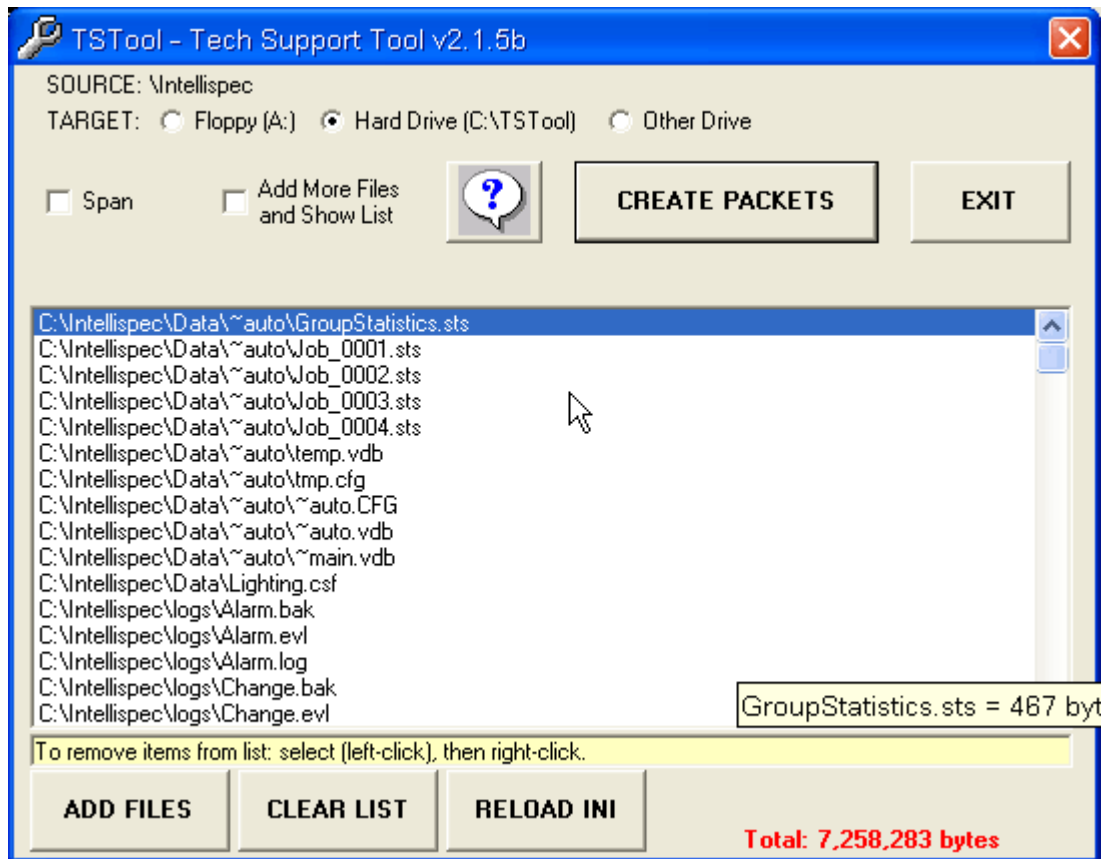 TSTool - Tech Support Tool v2.1.5b
SOURCE: \Intellispec
TARGET: Floppy (A:) Hard Drive (C:\TSTool) Other Drive
Span
Add More Files
and Show List
?
CREATE PACKETS
EXIT
C:\Intellispec\Data\~auto\GroupStatistics.sts
C:\Intellispec\Data\~auto\Job_0001.sts
C:\Intellispec\Data\~auto\Job_0002.sts
C:\Intellispec\Data\~auto\Job_0003.sts
C:\Intellispec\Data\~auto\Job_0004.sts
C:\Intellispec\Data\~auto\temp.vdb
C:\Intellispec\Data\~auto\tmp.cfg
C:\Intellispec\Data\~auto\~auto.CFG
C:\Intellispec\Data\~auto\~auto.vdb
C:\Intellispec\Data\~auto\~main.vdb
C:\Intellispec\Data\Lighting.csf
C:\Intellispec\logs\Alarm.bak
C:\Intellispec\logs\Alarm.evl
C:\Intellispec\logs\Alarm.log
C:\Intellispec\logs\Change.bak
C:\Intellispec\logs\Change.evl
GroupStatistics.sts = 467 byt
To remove items from list: select (left-click), then right-click.
ADD FILES
CLEAR LIST
RELOAD INI
Total: 7,258,283 bytes